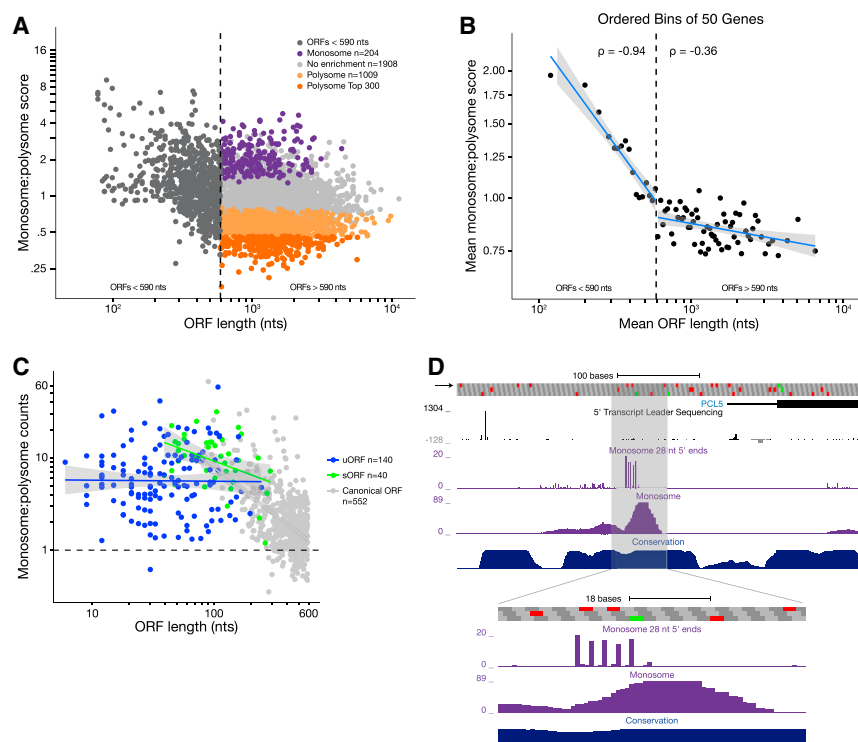 A
Monosome:polysome score
16
8
4
2
1
.5
.25
ORFs < 590 nts
Monosome n=204
No enrichment n=1908
Polysome n=1009
Polysome Top 300
ORFs < 590 nts
ORFs > 590 nts
10²
10³
10⁴
ORF length (nts)
B
Ordered Bins of 50 Genes
ρ = -0.94
ρ = -0.36
Mean monosome:polysome score
2.00
1.75
1.50
1.25
1.00
0.75
ORFs < 590 nts
ORFs > 590 nts
10²
10³
10⁴
Mean ORF length (nts)
C
Monosome:polysome counts
60
10
1
uORF n=140
sORF n=40
Canonical ORF
n=552
10
100
600
ORF length (nts)
D
100 bases
PCL5
1304
5' Transcript Leader Sequencing
-128
20
Monosome 28 nt 5' ends
0
89
Monosome
0
Conservation
18 bases
20
Monosome 28 nt 5' ends
0
89
Monosome
0
Conservation